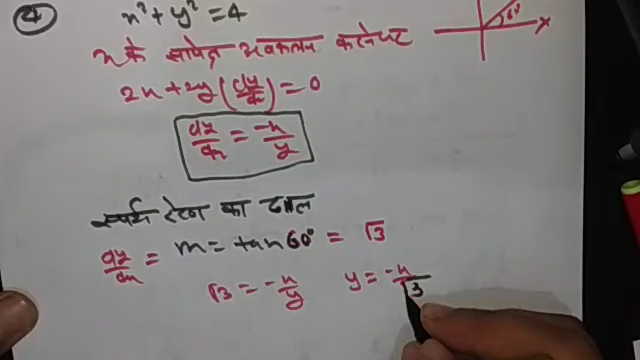 ④ x² + y² = 4
x के सापेक्ष अवकलन करने पर
2x + 2y (dy/dx) = 0
60° x
dy/dx = -x/y
स्पर्श रेखा का ढाल
dy/dx = m = tan 60° = √3
√3 = -x/y y = -x/√3